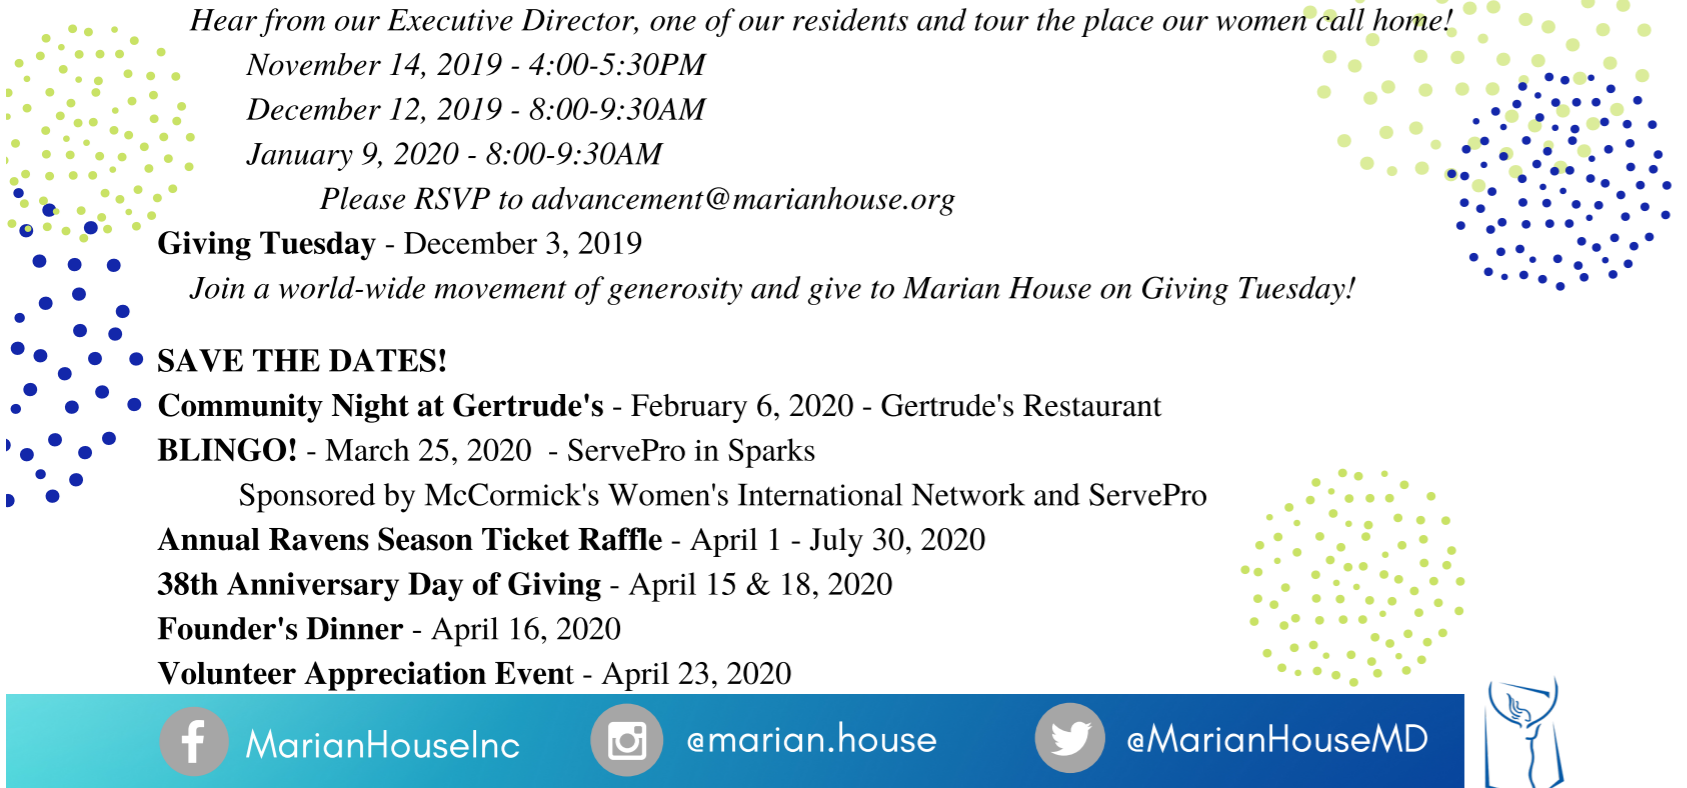 Hear from our Executive Director, one of our residents and tour the place our women call home!
November 14, 2019 - 4:00-5:30PM
December 12, 2019 - 8:00-9:30AM
January 9, 2020 - 8:00-9:30AM
Please RSVP to advancement@marianhouse.org
Giving Tuesday - December 3, 2019
Join a world-wide movement of generosity and give to Marian House on Giving Tuesday!
SAVE THE DATES!
Community Night at Gertrude's - February 6, 2020 - Gertrude's Restaurant
BLINGO! - March 25, 2020 - ServePro in Sparks
Sponsored by McCormick's Women's International Network and ServePro
Annual Ravens Season Ticket Raffle - April 1 - July 30, 2020
38th Anniversary Day of Giving - April 15 & 18, 2020
Founder's Dinner - April 16, 2020
Volunteer Appreciation Event - April 23, 2020
MarianHouseInc @marian.house @MarianHouseMD